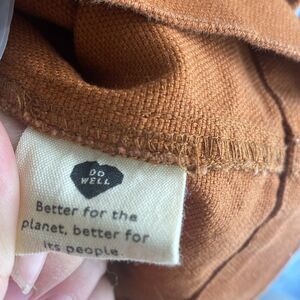 DO
WELL
Better for the
planet, better for
its people.